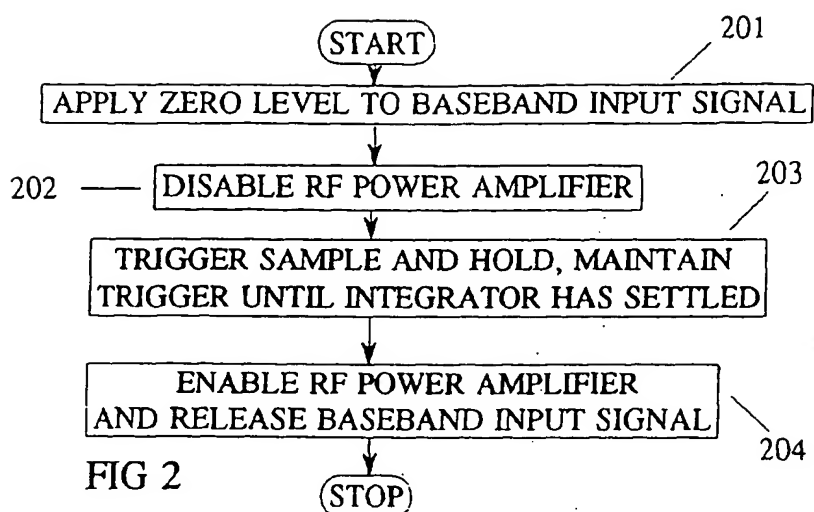 START
201
APPLY ZERO LEVEL TO BASEBAND INPUT SIGNAL
202
DISABLE RF POWER AMPLIFIER
203
TRIGGER SAMPLE AND HOLD, MAINTAIN
TRIGGER UNTIL INTEGRATOR HAS SETTLED
ENABLE RF POWER AMPLIFIER
AND RELEASE BASEBAND INPUT SIGNAL
204
FIG 2
STOP